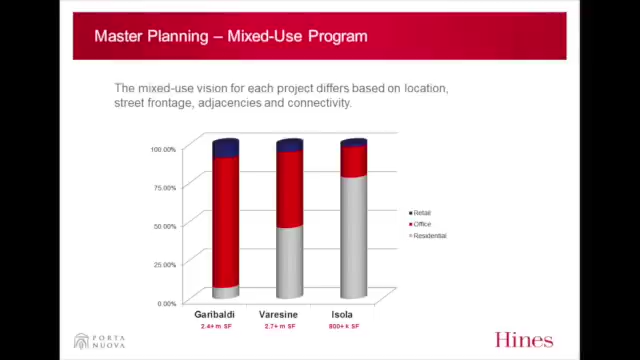 Master Planning – Mixed-Use Program
The mixed-use vision for each project differs based on location,
street frontage, adjacencies and connectivity.
100.00%
75.00%
50.00%
25.00%
0.00%
Retail
Office
Residential
Garibaldi
Varesine
Isola
2.4+ m SF
2.7+ m SF
800+ k SF
PORTA
NUOVA
Hines